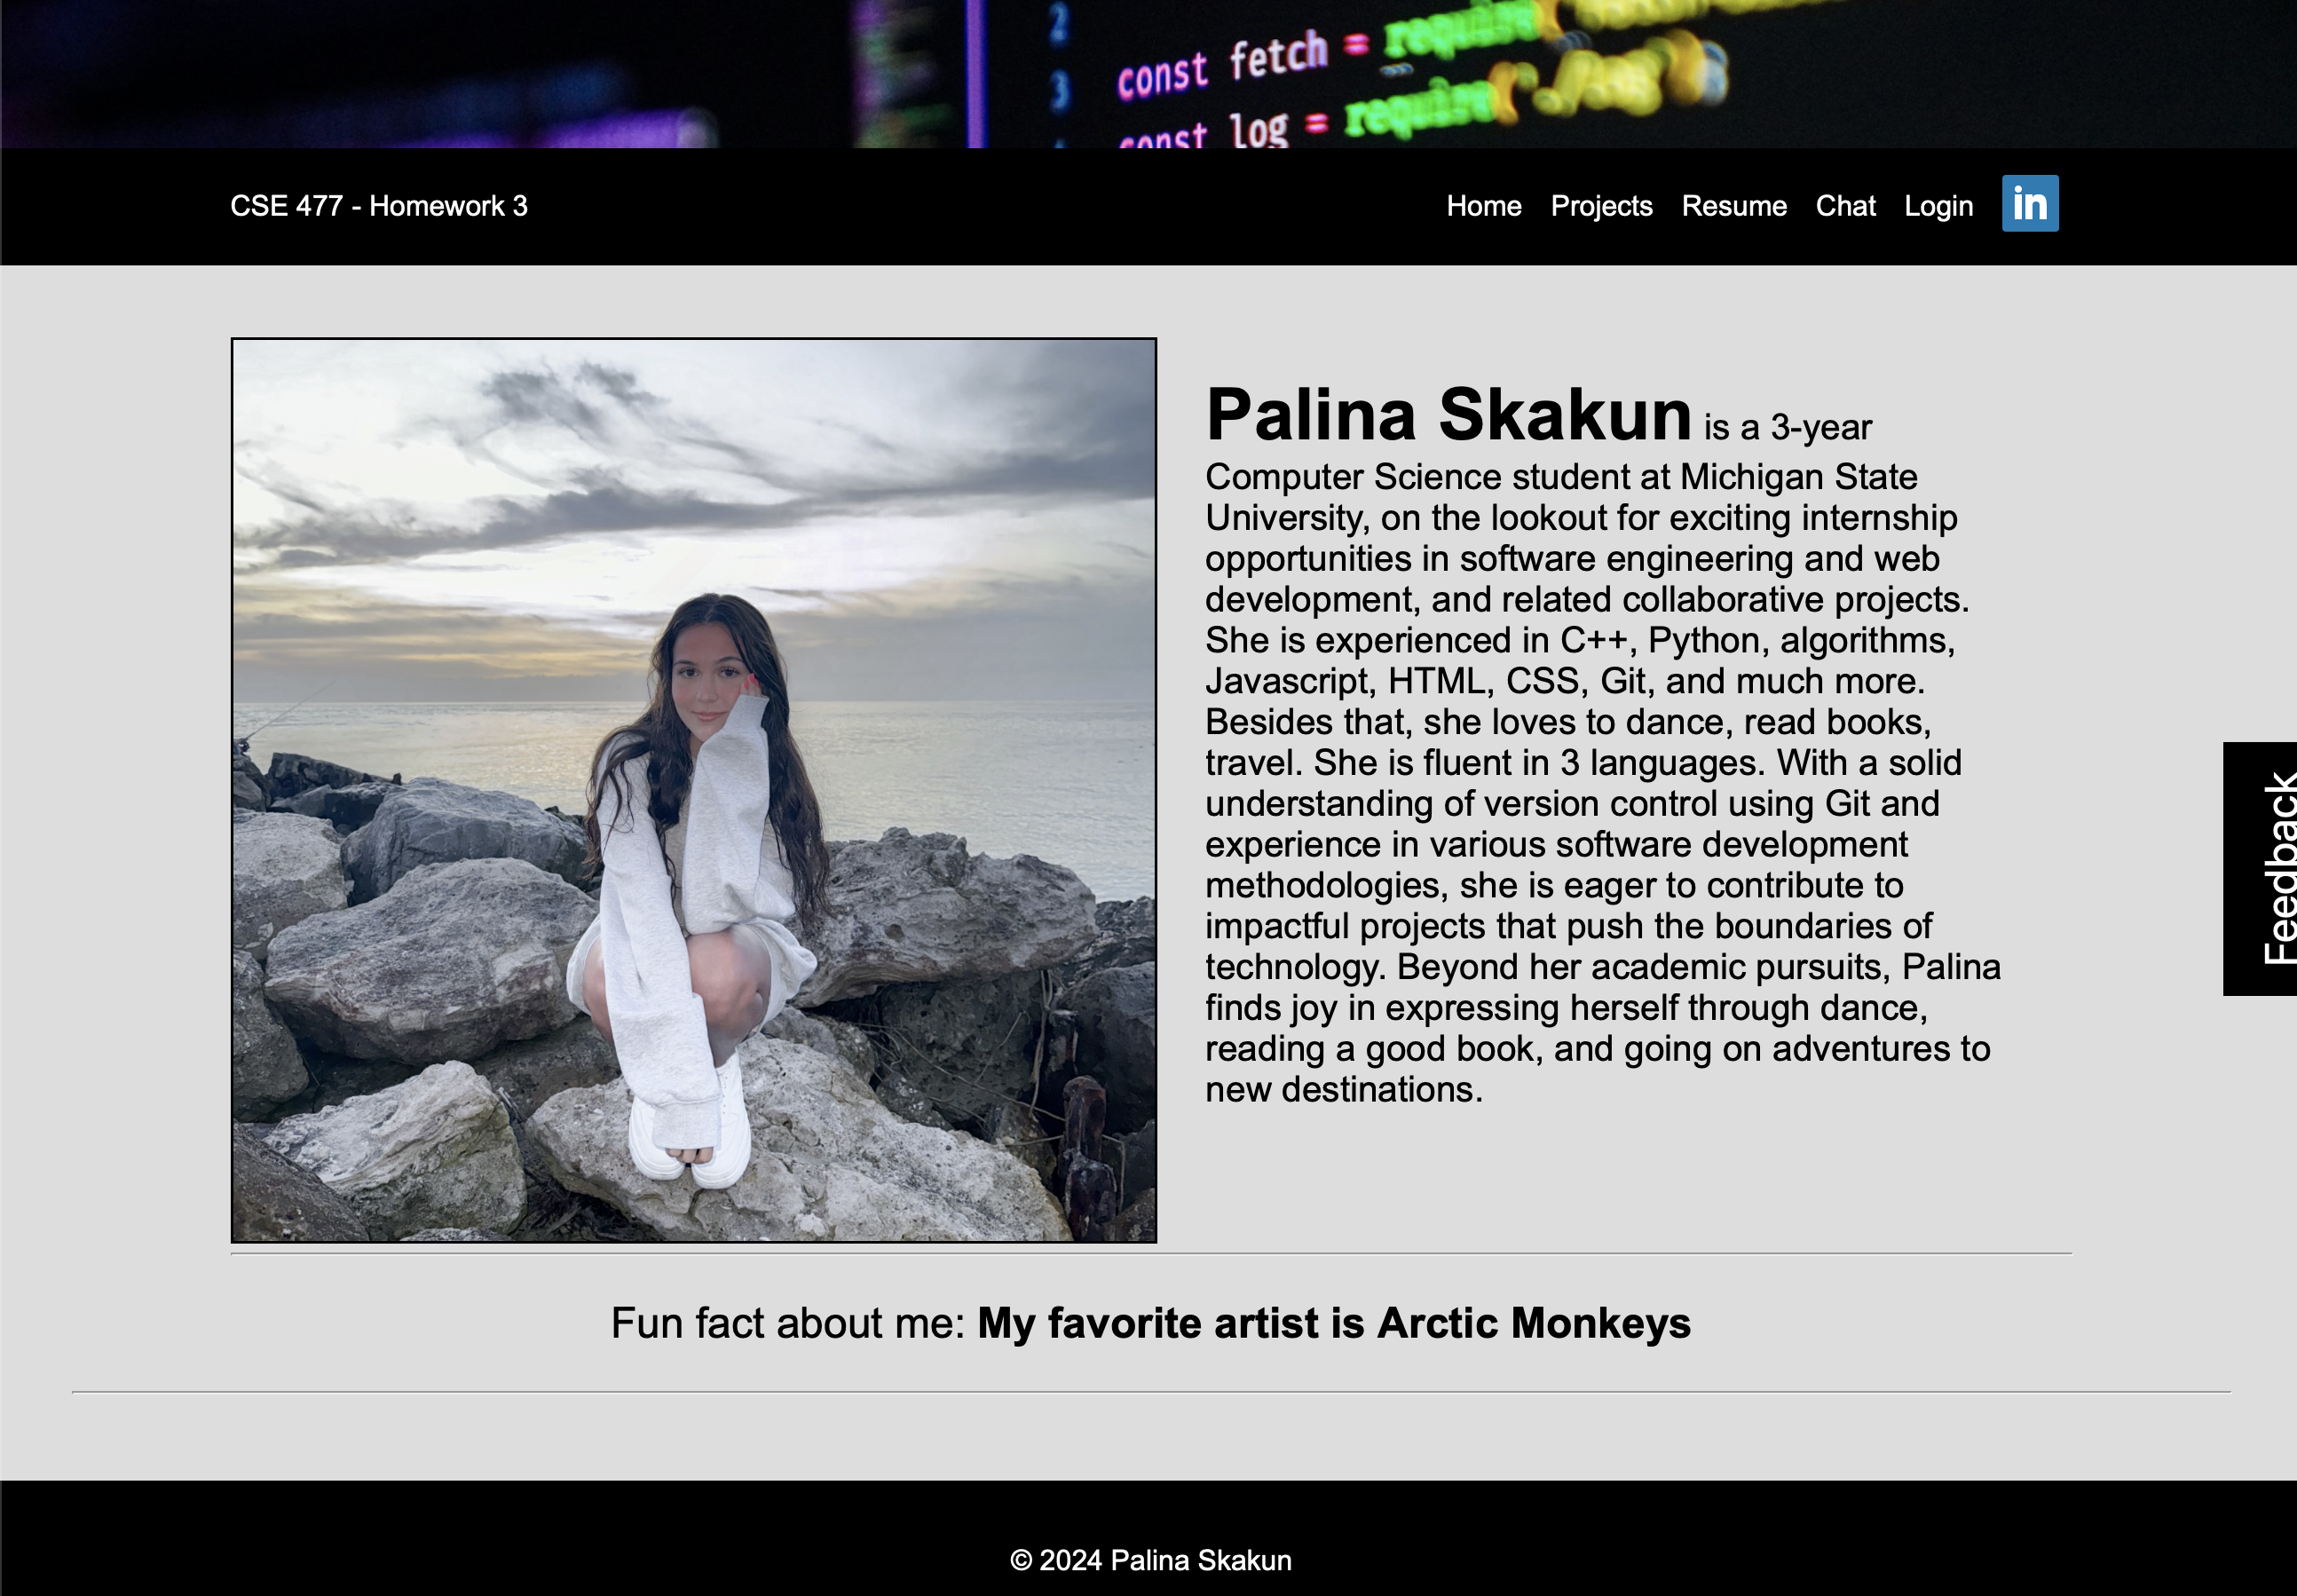 2
const fetch = require(
3
const log = require(
CSE 477 - Homework 3
Home Projects Resume Chat Login in
Palina Skakun is a 3-year
Computer Science student at Michigan State
University, on the lookout for exciting internship
opportunities in software engineering and web
development, and related collaborative projects.
She is experienced in C++, Python, algorithms,
Javascript, HTML, CSS, Git, and much more.
Besides that, she loves to dance, read books,
travel. She is fluent in 3 languages. With a solid
understanding of version control using Git and
experience in various software development
methodologies, she is eager to contribute to
impactful projects that push the boundaries of
technology. Beyond her academic pursuits, Palina
finds joy in expressing herself through dance,
reading a good book, and going on adventures to
new destinations.
Feedback
Fun fact about me: My favorite artist is Arctic Monkeys
© 2024 Palina Skakun